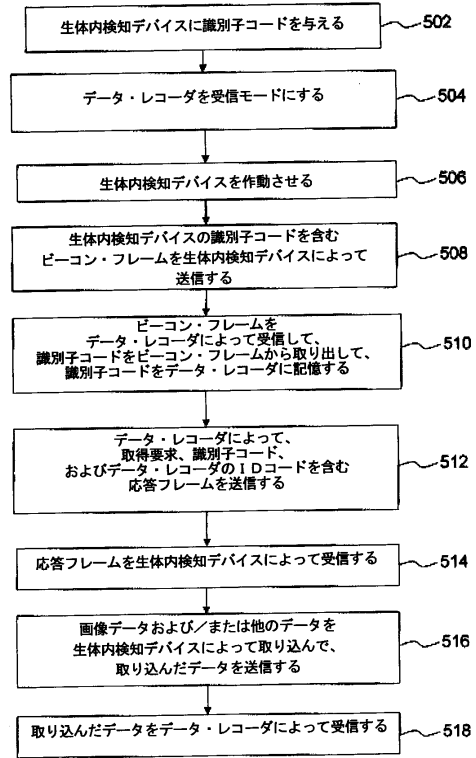 生体内検知デバイスに識別子コードを与える
502
データ・レコーダを受信モードにする
504
生体内検知デバイスを作動させる
506
生体内検知デバイスの識別子コードを含む
ビーコン・フレームを生体内検知デバイスによって
送信する
508
ビーコン・フレームを
データ・レコーダによって受信して、
識別子コードをビーコン・フレームから取り出して、
識別子コードをデータ・レコーダに記憶する
510
データ・レコーダによって、
取得要求、識別子コード、
およびデータ・レコーダのIDコードを含む
応答フレームを送信する
512
応答フレームを生体内検知デバイスによって受信する
514
画像データおよび/または他のデータを
生体内検知デバイスによって取り込んで、
取り込んだデータを送信する
516
取り込んだデータをデータ・レコーダによって受信する
518